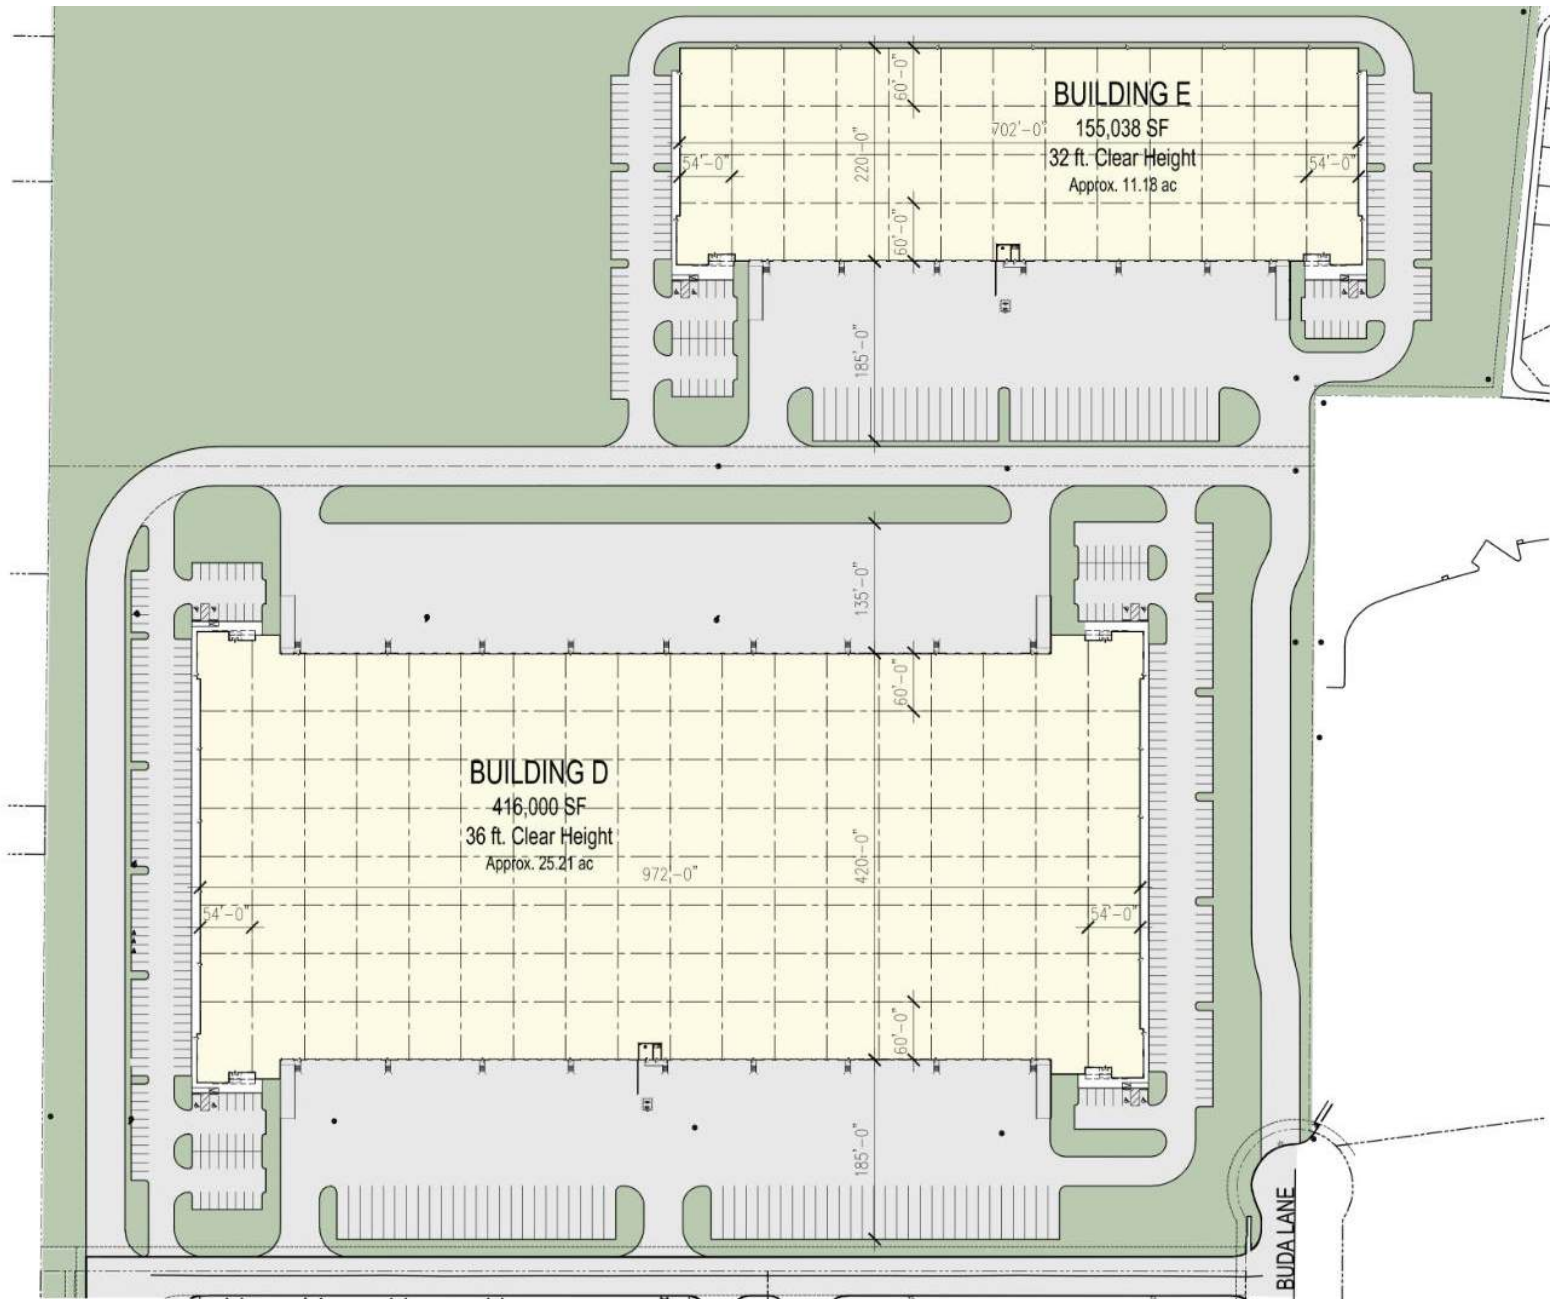 BUILDING E
155,038 SF
32 ft. Clear Height
Approx. 11.18 ac
60'-0"
702'-0"
220'-0"
54'-0"
54'-0"
60'-0"
185'-0"
135'-0"
60'-0"
BUILDING D
416,000 SF
36 ft. Clear Height
Approx. 25.21 ac
972'-0"
420'-0"
54'-0"
54'-0"
60'-0"
185'-0"
BUDA LANE